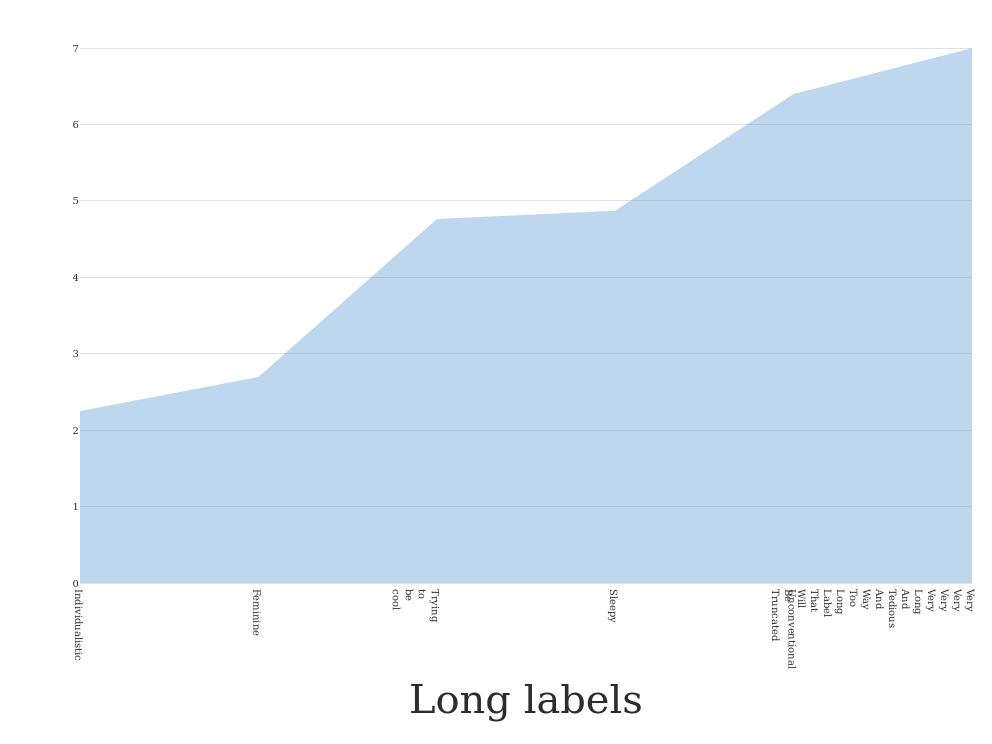 7
6
5
4
3
2
1
0
Individualistic
Feminine
Trying
to
be
cool
Sleepy
Unconventional
Very
Very
Very
Very
Long
And
Tedious
And
Way
Too
Long
Label
That
Will
Be
Truncated
Long labels